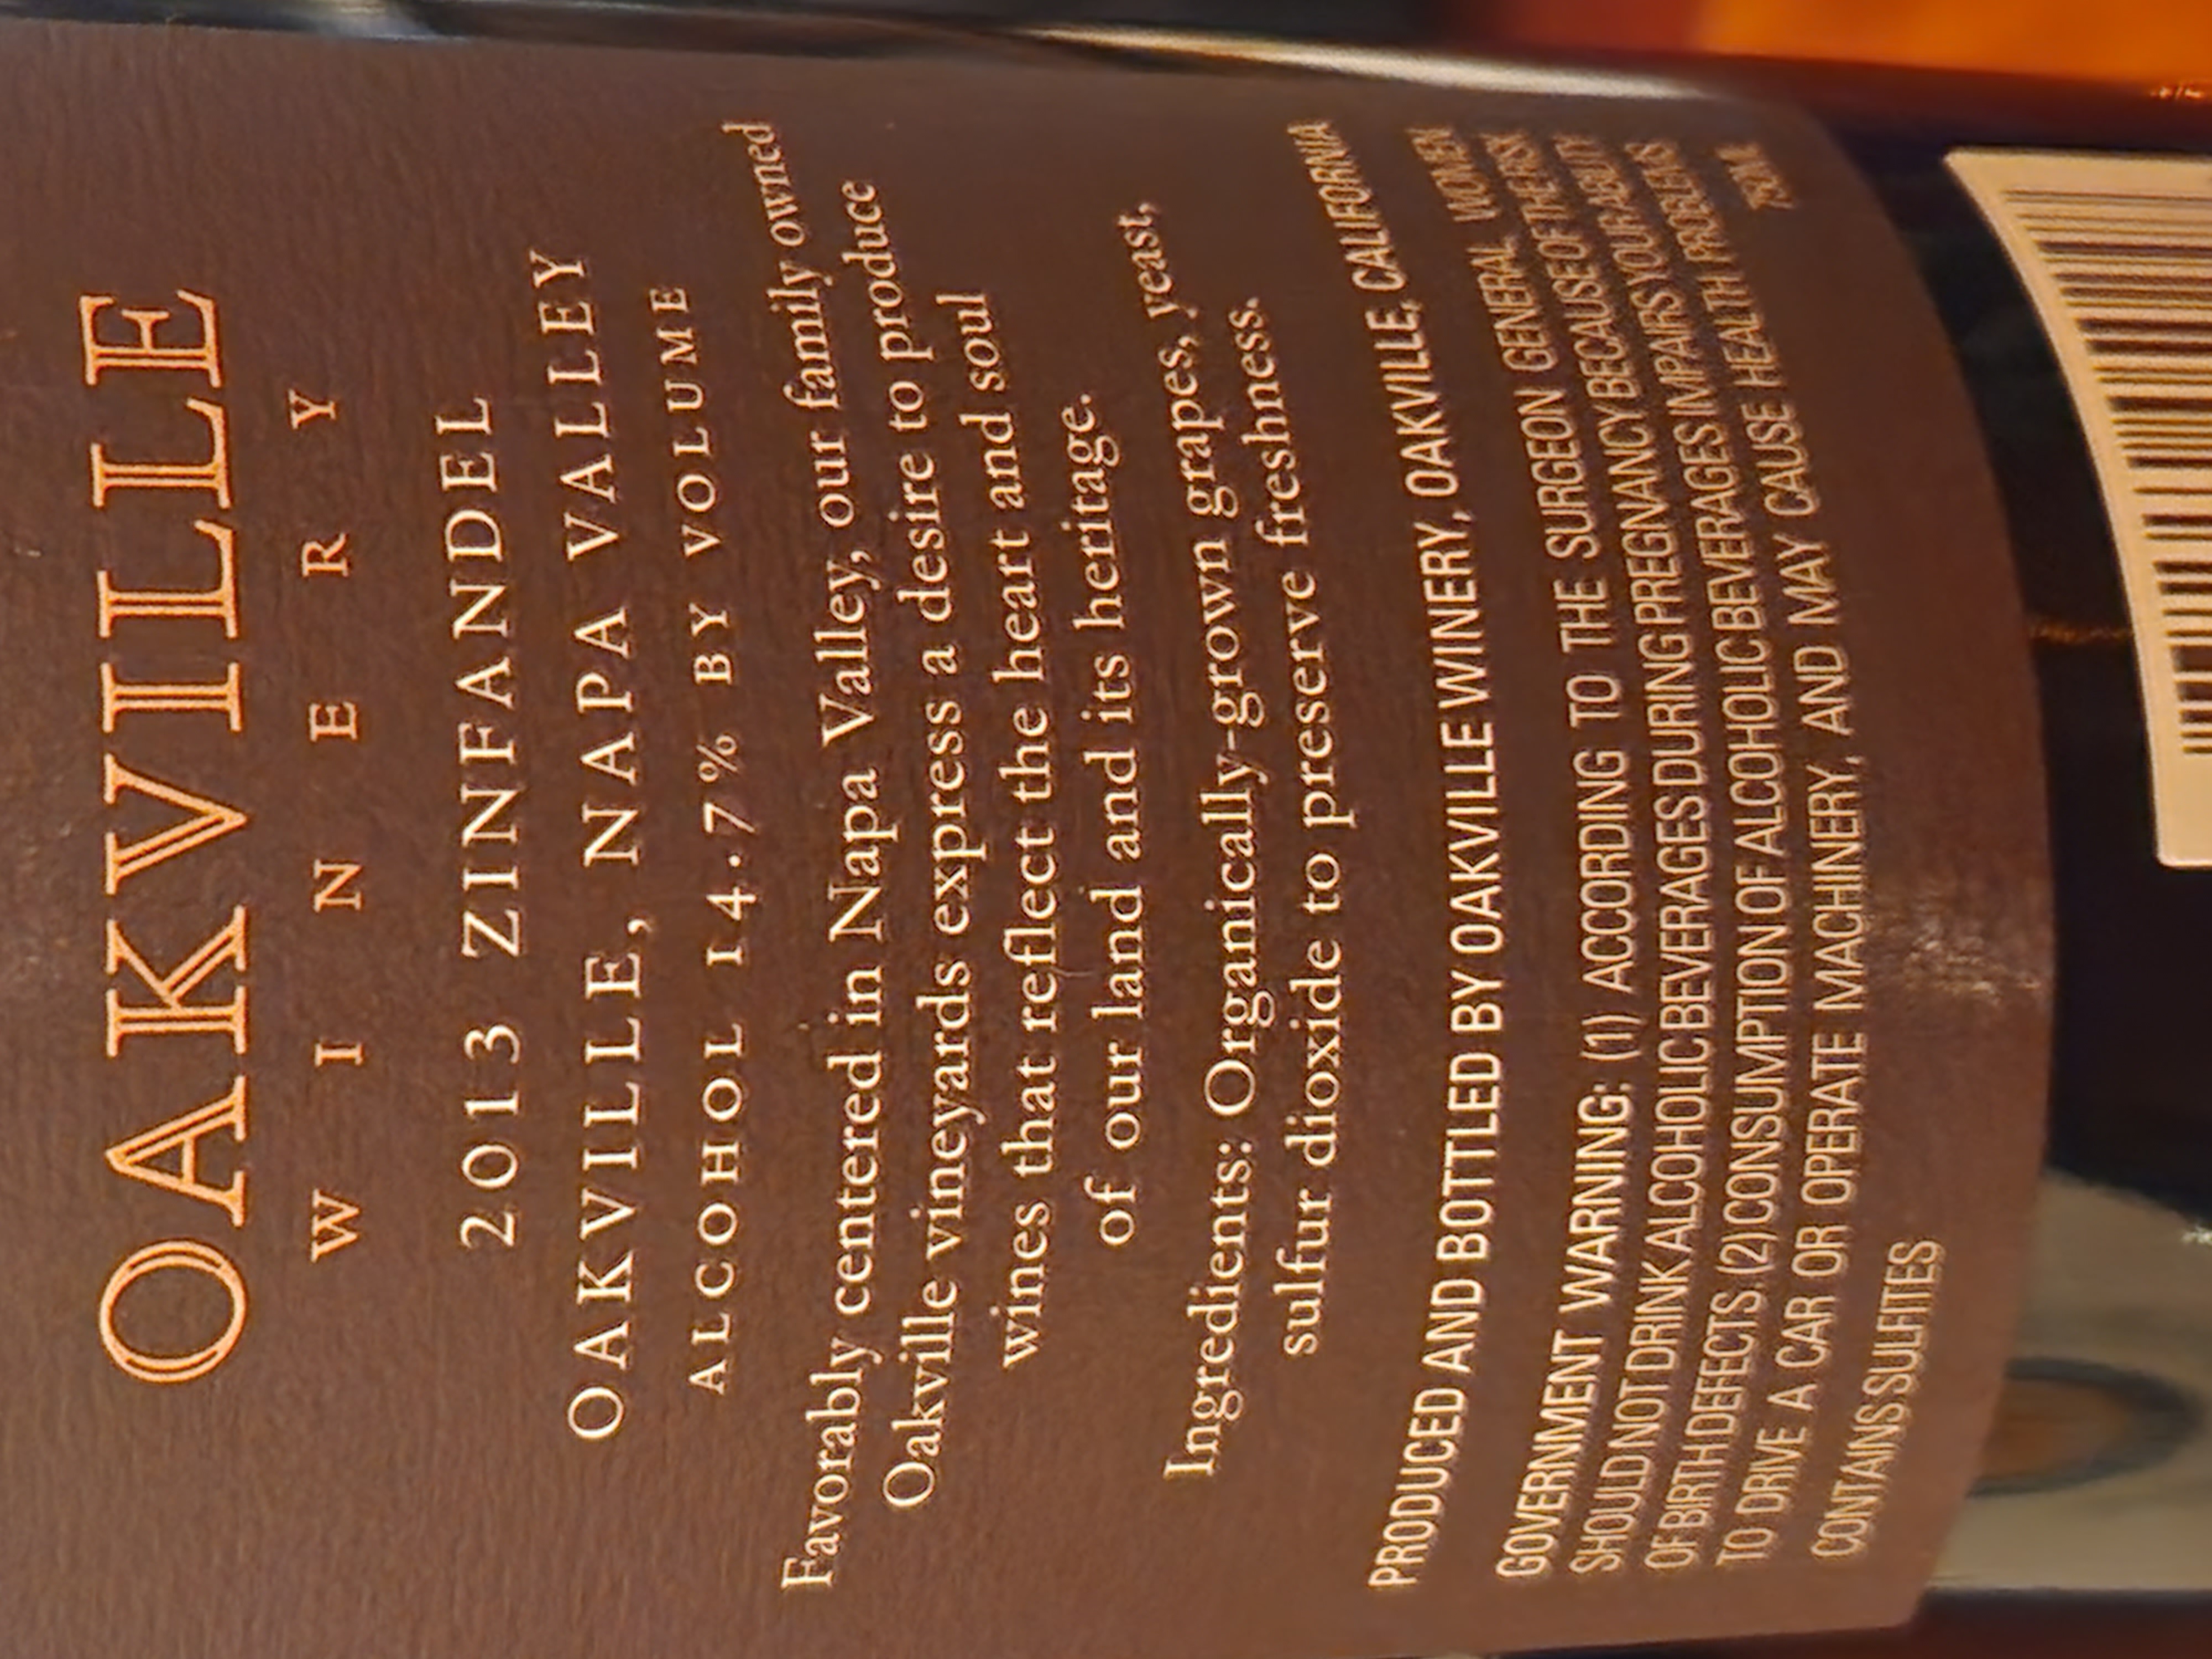 OAKVILLE
WINERY
2013 ZINFANDEL
OAKVILLE, NAPA VALLEY
ALCOHOL 14.7% BY VOLUME
Favorably centered in Napa Valley, our family owned
Oakville vineyards express a desire to produce
wines that reflect the heart and soul
of our land and its heritage.
Ingredients: Organically-grown grapes, yeast,
sulfur dioxide to preserve freshness.
PRODUCED AND BOTTLED BY OAKVILLE WINERY, OAKVILLE, CALIFORNIA
GOVERNMENT WARNING: (1) ACCORDING TO THE SURGEON GENERAL WOMEN
SHOULD NOT DRINK ALCOHOLIC BEVERAGES DURING PREGNANCY BECAUSE OF THE RISK
OF BIRTH DEFECTS. (2) CONSUMPTION OF ALCOHOLIC BEVERAGES IMPAIRS YOUR ABILITY
TO DRIVE A CAR OR OPERATE MACHINERY, AND MAY CAUSE HEALTH PROBLEMS
CONTAINS SULFITES 750 ML